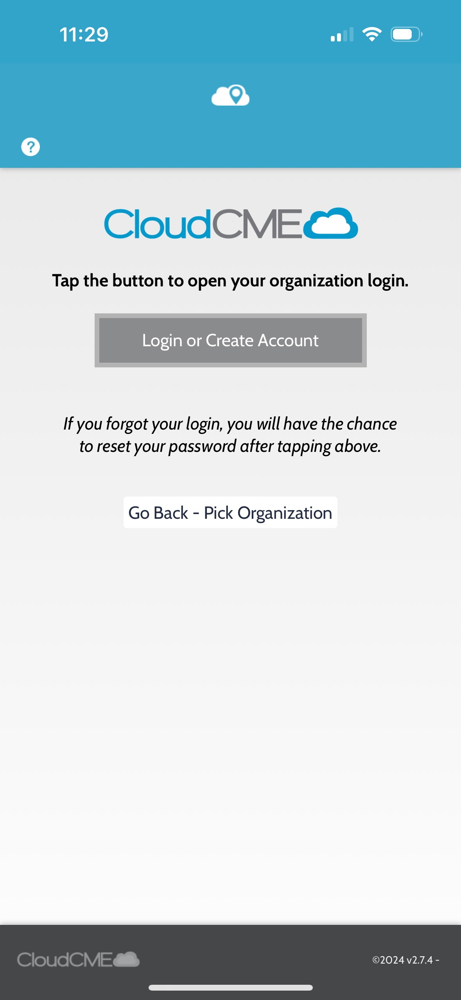 11:29
?
CloudCME
Tap the button to open your organization login.
Login or Create Account
If you forgot your login, you will have the chance
to reset your password after tapping above.
Go Back - Pick Organization
CloudCME
©2024 v2.7.4 -